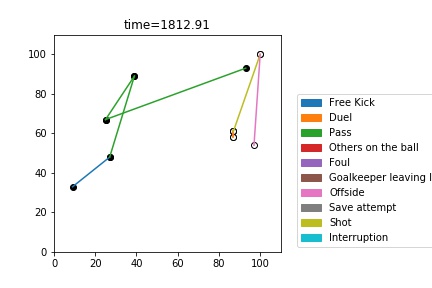 time=1812.91
100
80
60
40
20
0
0 20 40 60 80 100
Free Kick
Duel
Pass
Others on the ball
Foul
Goalkeeper leaving l
Offside
Save attempt
Shot
Interruption